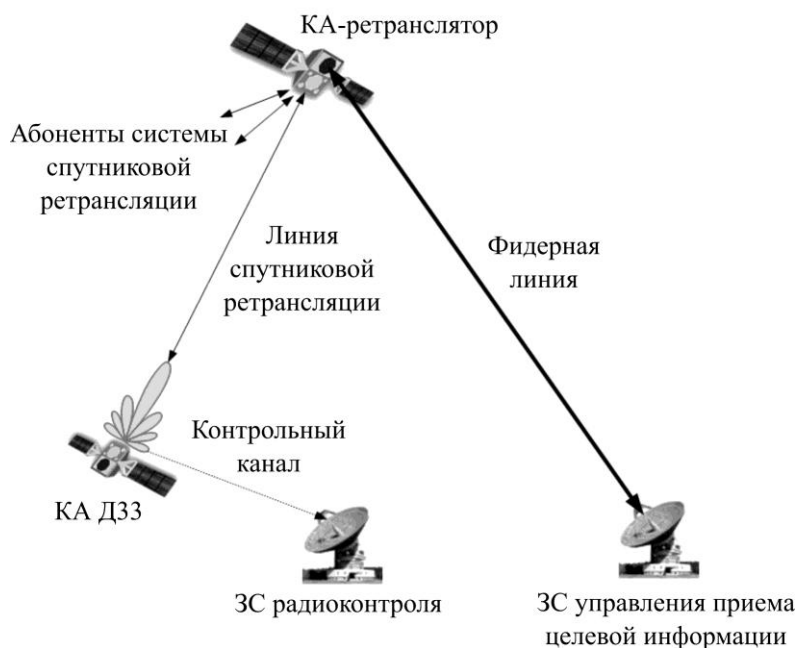 КА-ретранслятор
Абоненты системы
спутниковой
ретрансляции
Линия
спутниковой
ретрансляции
Фидерная
линия
Контрольный
канал
КА Д33
ЗС радиоконтроля
ЗС управления приема
целевой информации